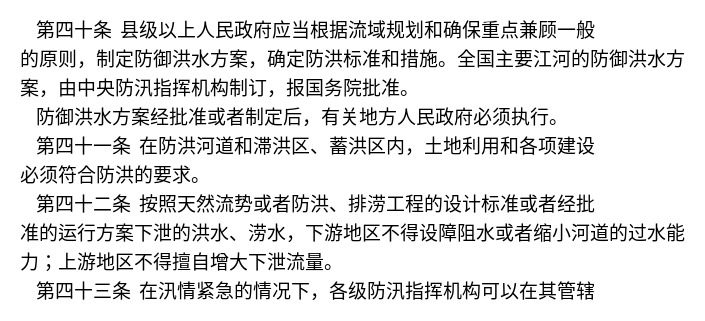 第四十条 县级以上人民政府应当根据流域规划和确保重点兼顾一般
的原则，制定防御洪水方案，确定防洪标准和措施。全国主要江河的防御洪水方
案，由中央防汛指挥机构制订，报国务院批准。
防御洪水方案经批准或者制定后，有关地方人民政府必须执行。
第四十一条 在防洪河道和滞洪区、蓄洪区内，土地利用和各项建设
必须符合防洪的要求。
第四十二条 按照天然流势或者防洪、排涝工程的设计标准或者经批
准的运行方案下泄的洪水、涝水，下游地区不得设障阻水或者缩小河道的过水能
力；上游地区不得擅自增大下泄流量。
第四十三条 在汛情紧急的情况下，各级防汛指挥机构可以在其管辖